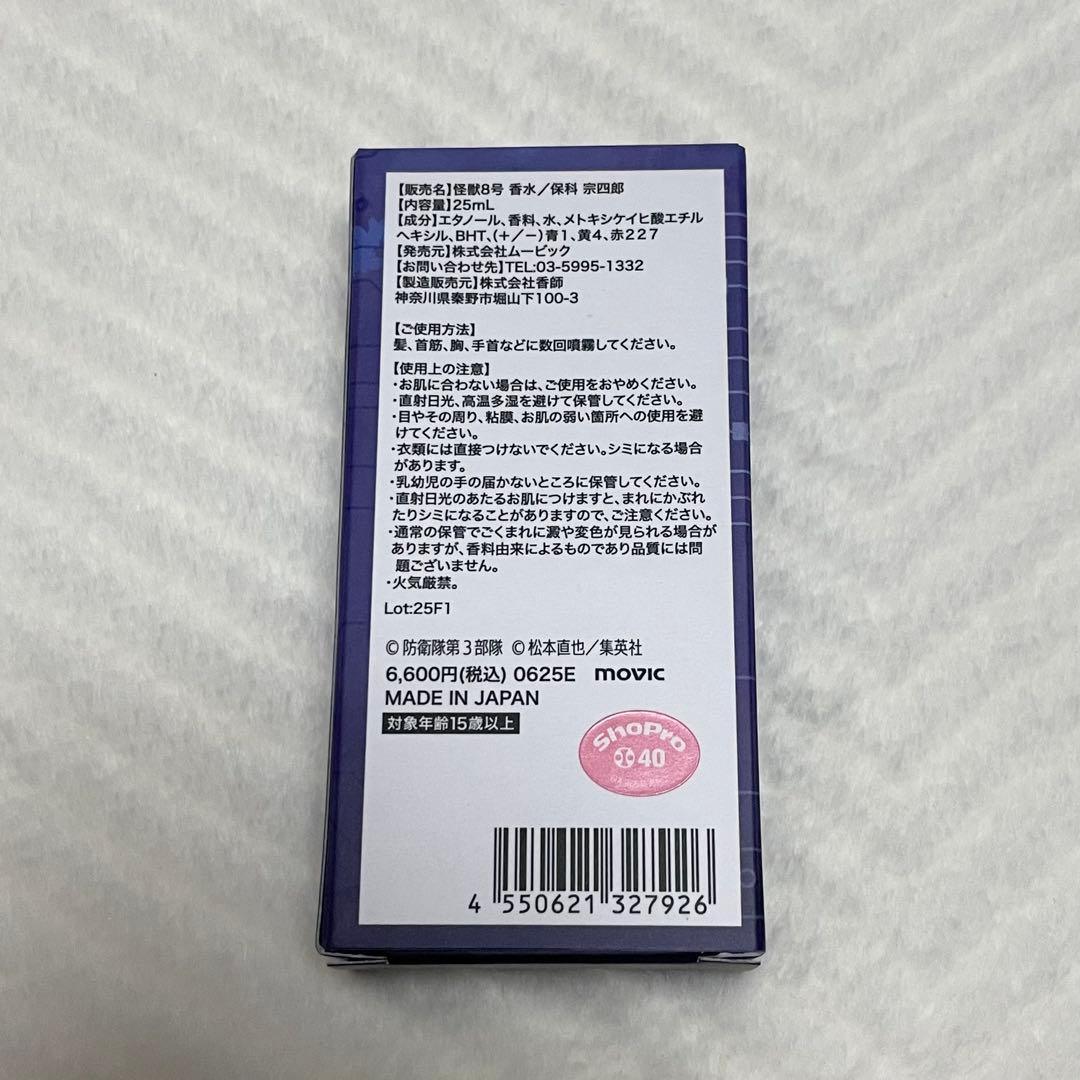 【販売名】怪獣8号 香水／保科 宗四郎
【内容量】25mL
【成分】エタノール、香料、水、メトキシケイヒ酸エチル
ヘキシル、BHT、(＋／－)青1、黄4、赤227
【発売元】株式会社ムービック
【お問い合わせ先】TEL:03-5995-1332
【製造販売元】株式会社香師
神奈川県秦野市堀山下100-3
【ご使用方法】
髪、首筋、胸、手首などに数回噴霧してください。
【使用上の注意】
・お肌に合わない場合は、ご使用をおやめください。
・直射日光、高温多湿を避けて保管してください。
・目やその周り、粘膜、お肌の弱い箇所への使用を避
けてください。
・衣類には直接つけないでください。シミになる場合
があります。
・乳幼児の手の届かないところに保管してください。
・直射日光のあたるお肌につけますと、まれにかぶれ
たりシミになることがありますので、ご注意ください。
・通常の保管でごくまれに澱や変色が見られる場合が
ありますが、香料由来によるものであり品質には問
題ございません。
・火気厳禁。
Lot:25F1
© 防衛隊第3部隊 © 松本直也／集英社
6,600円(税込) 0625E movic
MADE IN JAPAN
対象年齢15歳以上
ShoPro
40
4 550621 327926